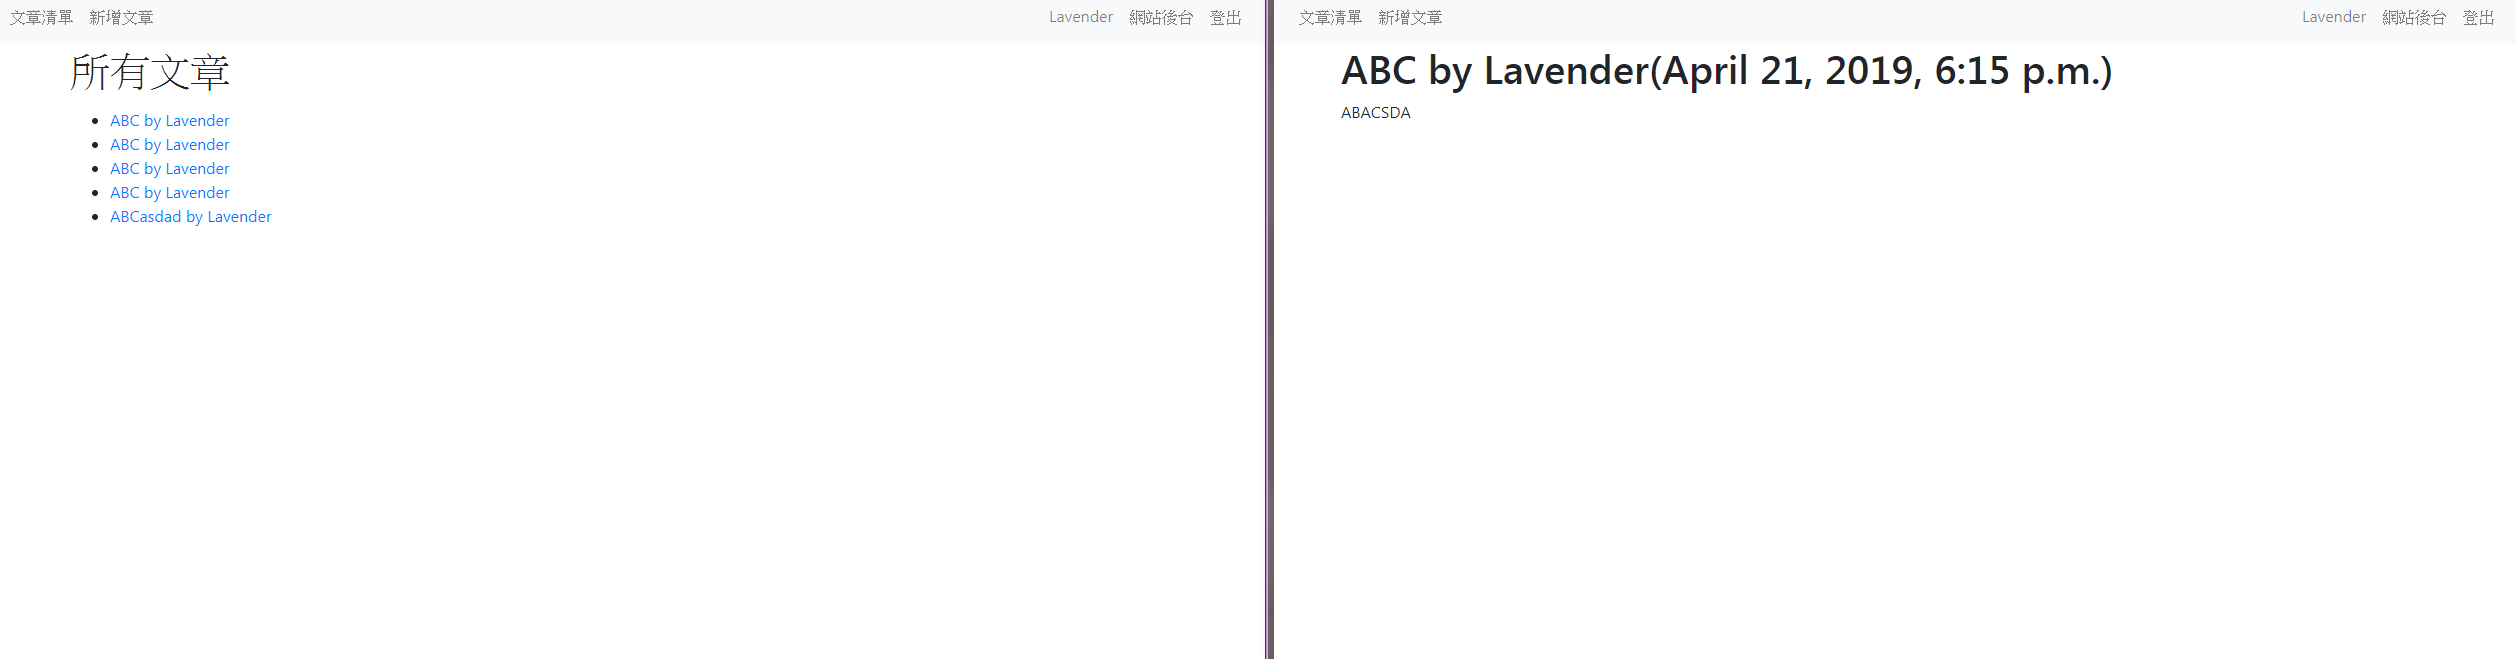 文章清單 新增文章 Lavender 網站後台 登出
所有文章
ABC by Lavender
ABC by Lavender
ABC by Lavender
ABC by Lavender
ABCasdad by Lavender
文章清單 新增文章 Lavender 網站後台 登出
ABC by Lavender(April 21, 2019, 6:15 p.m.)
ABACSDA